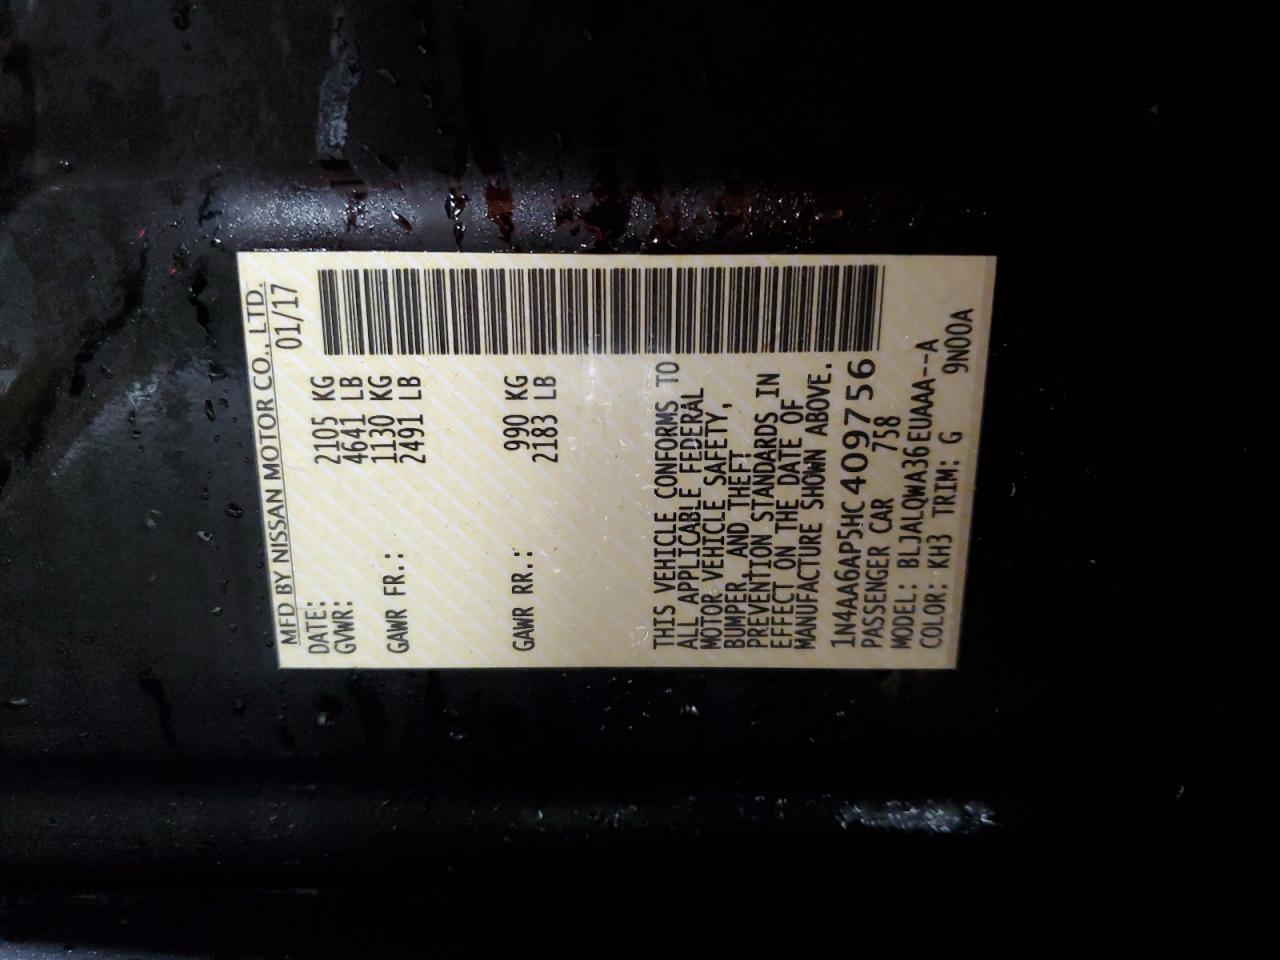 MFD BY NISSAN MOTOR CO., LTD.
DATE: 01/17
GVWR: 2105 KG
4641 LB
GAWR FR.: 1130 KG
2491 LB
GAWR RR.: 990 KG
2183 LB
THIS VEHICLE CONFORMS TO
ALL APPLICABLE FEDERAL
MOTOR VEHICLE SAFETY,
BUMPER, AND THEFT
PREVENTION STANDARDS IN
EFFECT ON THE DATE OF
MANUFACTURE SHOWN ABOVE.
1N4AA6AP5HC409756
PASSENGER CAR 758
MODEL: BLJALQWA36EUAAA--A
COLOR: KH3 TRIM: G 9N00A